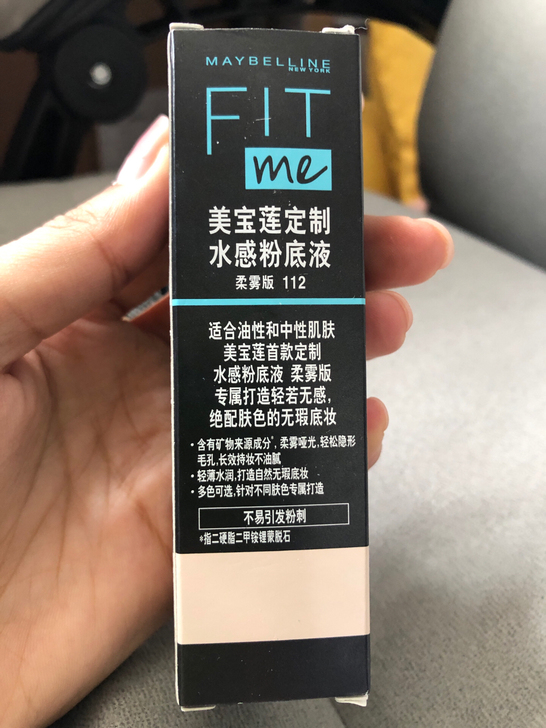 MAYBELLINE
NEW YORK
FIT
me
美宝莲定制
水感粉底液
柔雾版 112
适合油性和中性肌肤
美宝莲首款定制
水感粉底液 柔雾版
专属打造轻若无感，
绝配肤色的无瑕底妆
·含有矿物来源成分*，柔雾哑光，轻松隐形
毛孔，长效持妆不油腻
·轻薄水润，打造自然无瑕底妆
·多色可选，针对不同肤色专属打造
不易引发粉刺
*指二硬脂二甲铵锂蒙脱石